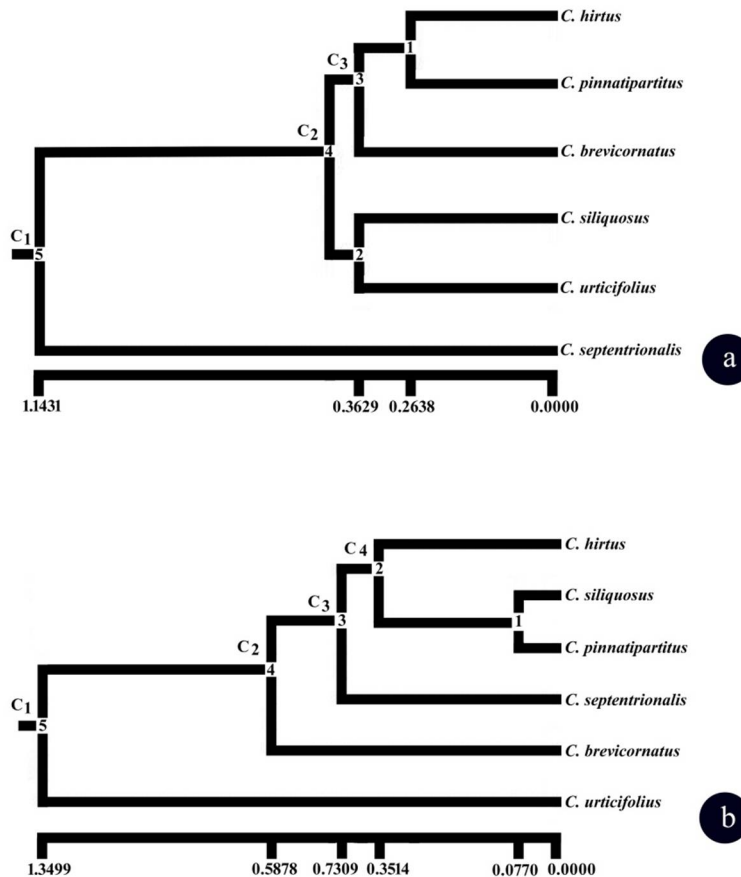 C. hirtus
1
C3
3
C. pinnatipartitus
C2
4
C. brevicornatus
C. siliquosus
C1
5
2
C. urticifolius
C. septentrionalis
a
1.1431 0.3629 0.2638 0.0000
C. hirtus
C 4
2
C. siliquosus
C3
3
1
C. pinnatipartitus
C2
4
C. septentrionalis
C1
5
C. brevicornatus
C. urticifolius
b
1.3499 0.5878 0.7309 0.3514 0.0770 0.0000